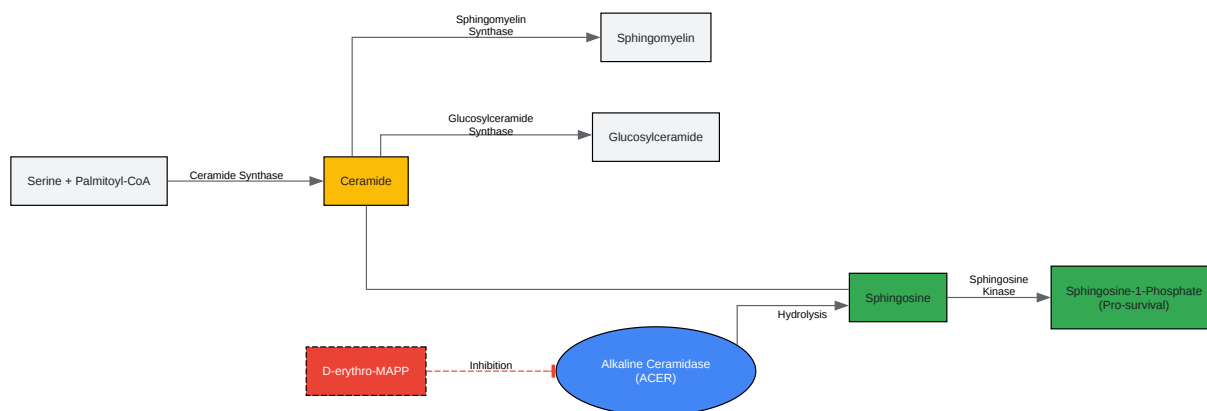 Sphingomyelin
Synthase
Sphingomyelin
Glucosylceramide
Synthase
Glucosylceramide
Serine + Palmitoyl-CoA
Ceramide Synthase
Ceramide
Sphingosine
Sphingosine
Kinase
Sphingosine-1-Phosphate
(Pro-survival)
Hydrolysis
D-erythro-MAPP
Inhibition
Alkaline Ceramidase
(ACER)